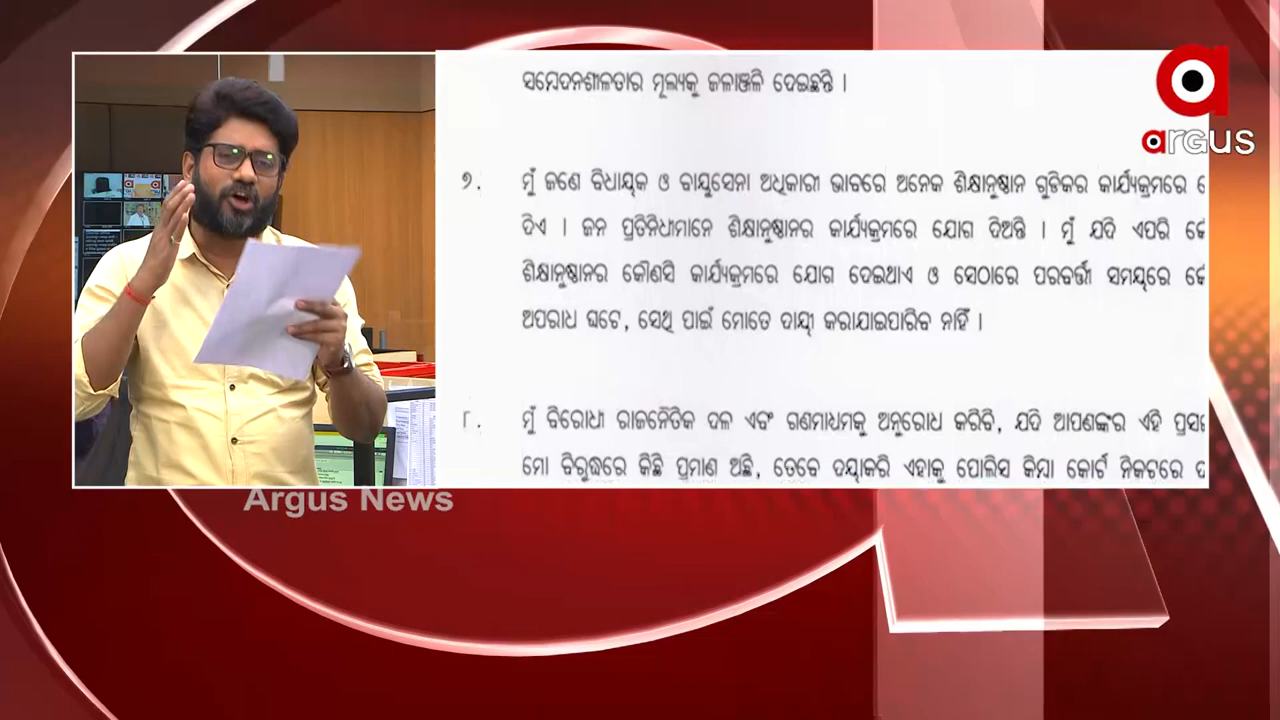 ସମ୍ବେଦନଶୀଳତାର ମୂଲ୍ୟକୁ ଜଳାଞ୍ଜଳି ଦେଇଛନ୍ତି ।
୭. ମୁଁ ଜଣେ ବିଧାୟକ ଓ ବାୟୁସେନା ଅଧିକାରୀ ଭାବରେ ଅନେକ ଶିକ୍ଷାନୁଷ୍ଠାନ ଗୁଡିକର କାର୍ଯ୍ୟକ୍ରମରେ
ଦିଏ । ଜନ ପ୍ରତିନିଧୀମାନେ ଶିକ୍ଷାନୁଷ୍ଠାନର କାର୍ଯ୍ୟକ୍ରମରେ ଯୋଗ ଦିଅନ୍ତି । ମୁଁ ଯଦି ଏପରି
ଶିକ୍ଷାନୁଷ୍ଠାନର କୌଣସି କାର୍ଯ୍ୟକ୍ରମରେ ଯୋଗ ଦେଇଥାଏ ଓ ସେଠାରେ ପରବର୍ତ୍ତୀ ସମୟରେ
ଅପରାଧ ଘଟେ, ସେଥି ପାଇଁ ମୋତେ ଦାୟୀ କରାଯାଇପାରିବ ନାହିଁ ।
୮. ମୁଁ ବିରୋଧୀ ରାଜନୈତିକ ଦଳ ଏବଂ ଗଣମାଧ୍ୟମକୁ ଅନୁରୋଧ କରିବି, ଯଦି ଆପଣଙ୍କର ଏହି
ମୋ ବିରୁଦ୍ଧରେ କିଛି ପ୍ରମାଣ ଅଛି, ତେବେ ଦୟାକରି ଏହାକୁ ପୋଲିସ କିମ୍ବା କୋର୍ଟ ନିକଟରେ
argus
Argus News